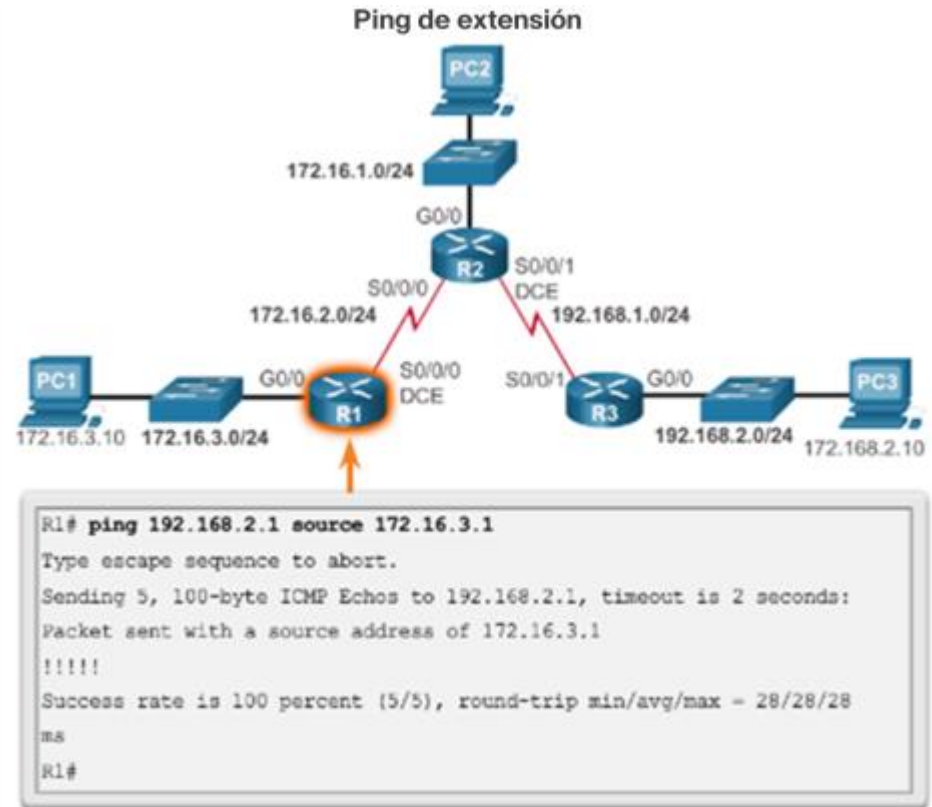 Ping de extensión
PC2
172.16.1.0/24
G0/0
R2
S0/0/1
DCE
S0/0/0
172.16.2.0/24
192.168.1.0/24
PC1
G0/0
S0/0/0
DCE
R1
S0/0/1
G0/0
R3
PC3
172.16.3.10
172.16.3.0/24
192.168.2.0/24
172.168.2.10
R1# ping 192.168.2.1 source 172.16.3.1
Type escape sequence to abort.
Sending 5, 100-byte ICMP Echos to 192.168.2.1, timeout is 2 seconds:
Packet sent with a source address of 172.16.3.1
!!!!!
Success rate is 100 percent (5/5), round-trip min/avg/max = 28/28/28
ms
R1#